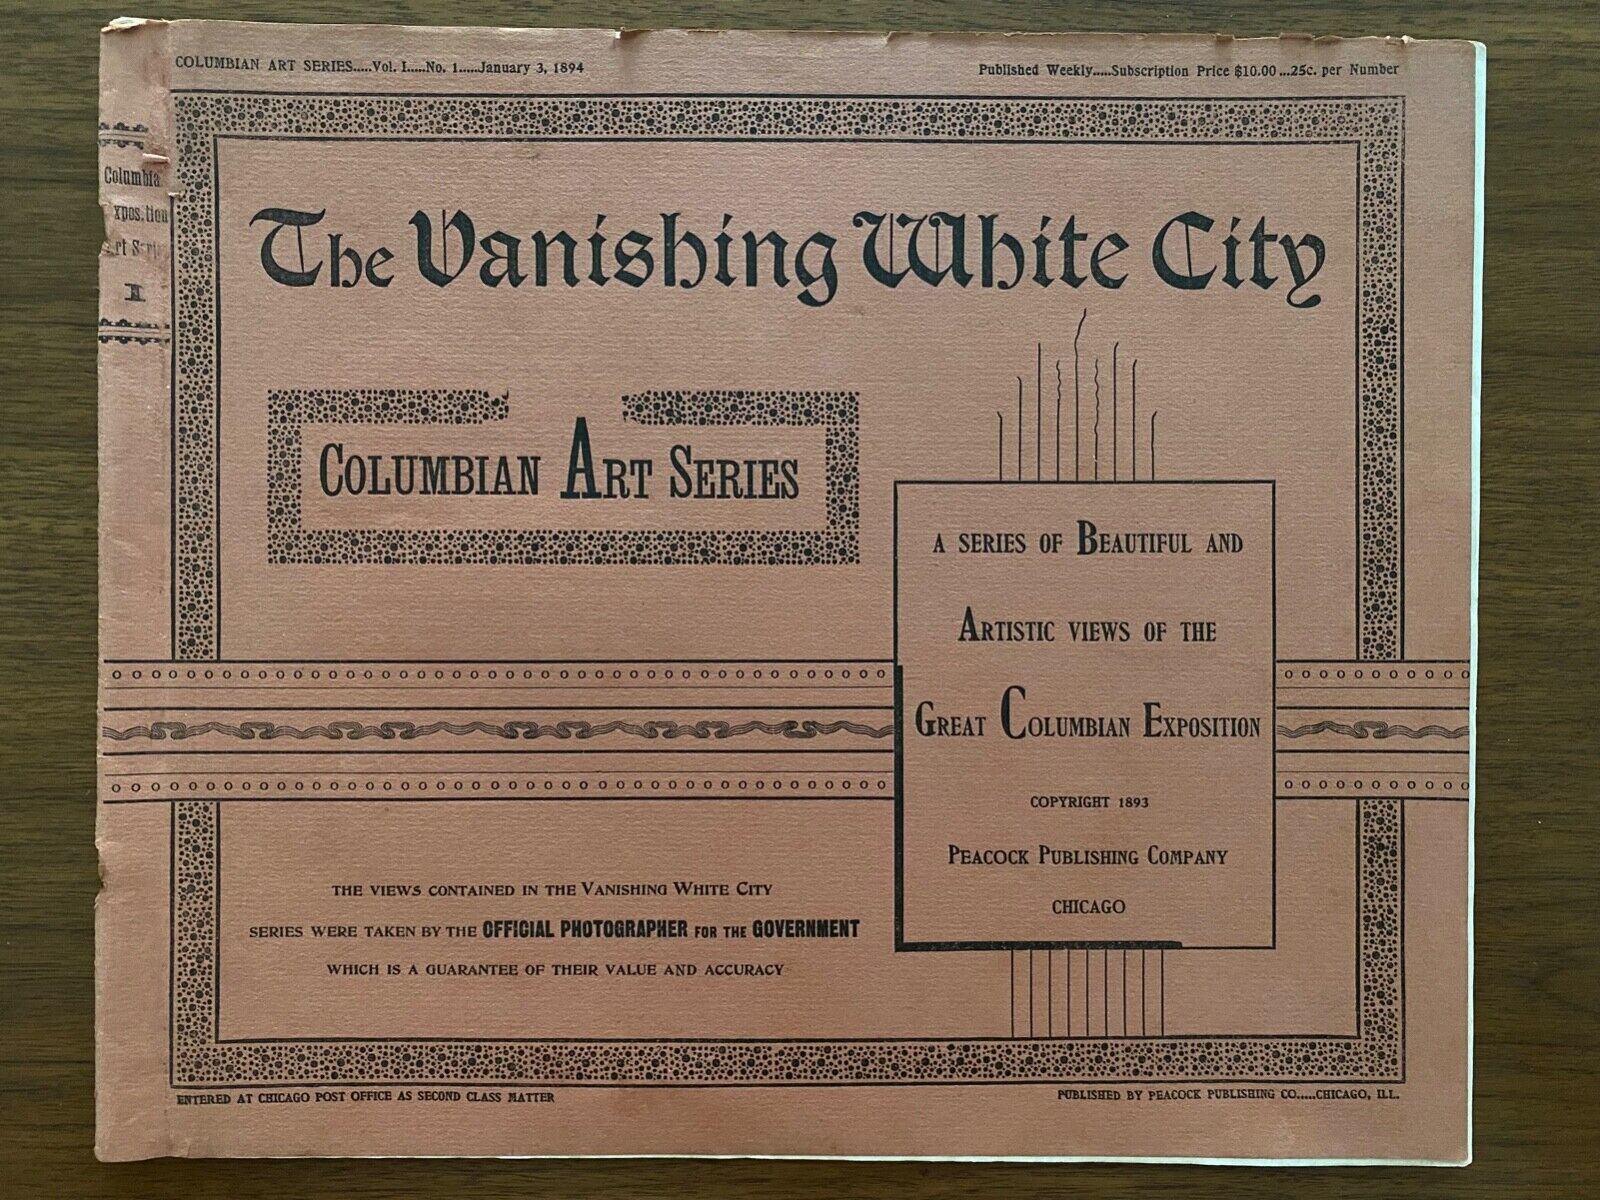 COLUMBIAN ART SERIES.....Vol. I.....No. 1.....January 3, 1894
Published Weekly.....Subscription Price $10.00...25c. per Number
Columbia
xpos.tion
rt S
I
The Vanishing White City
COLUMBIAN ART SERIES
A SERIES OF BEAUTIFUL AND
ARTISTIC VIEWS OF THE
GREAT COLUMBIAN EXPOSITION
COPYRIGHT 1893
PEACOCK PUBLISHING COMPANY
CHICAGO
THE VIEWS CONTAINED IN THE VANISHING WHITE CITY
SERIES WERE TAKEN BY THE OFFICIAL PHOTOGRAPHER FOR THE GOVERNMENT
WHICH IS A GUARANTEE OF THEIR VALUE AND ACCURACY
ENTERED AT CHICAGO POST OFFICE AS SECOND CLASS MATTER
PUBLISHED BY PEACOCK PUBLISHING CO.....CHICAGO, ILL.